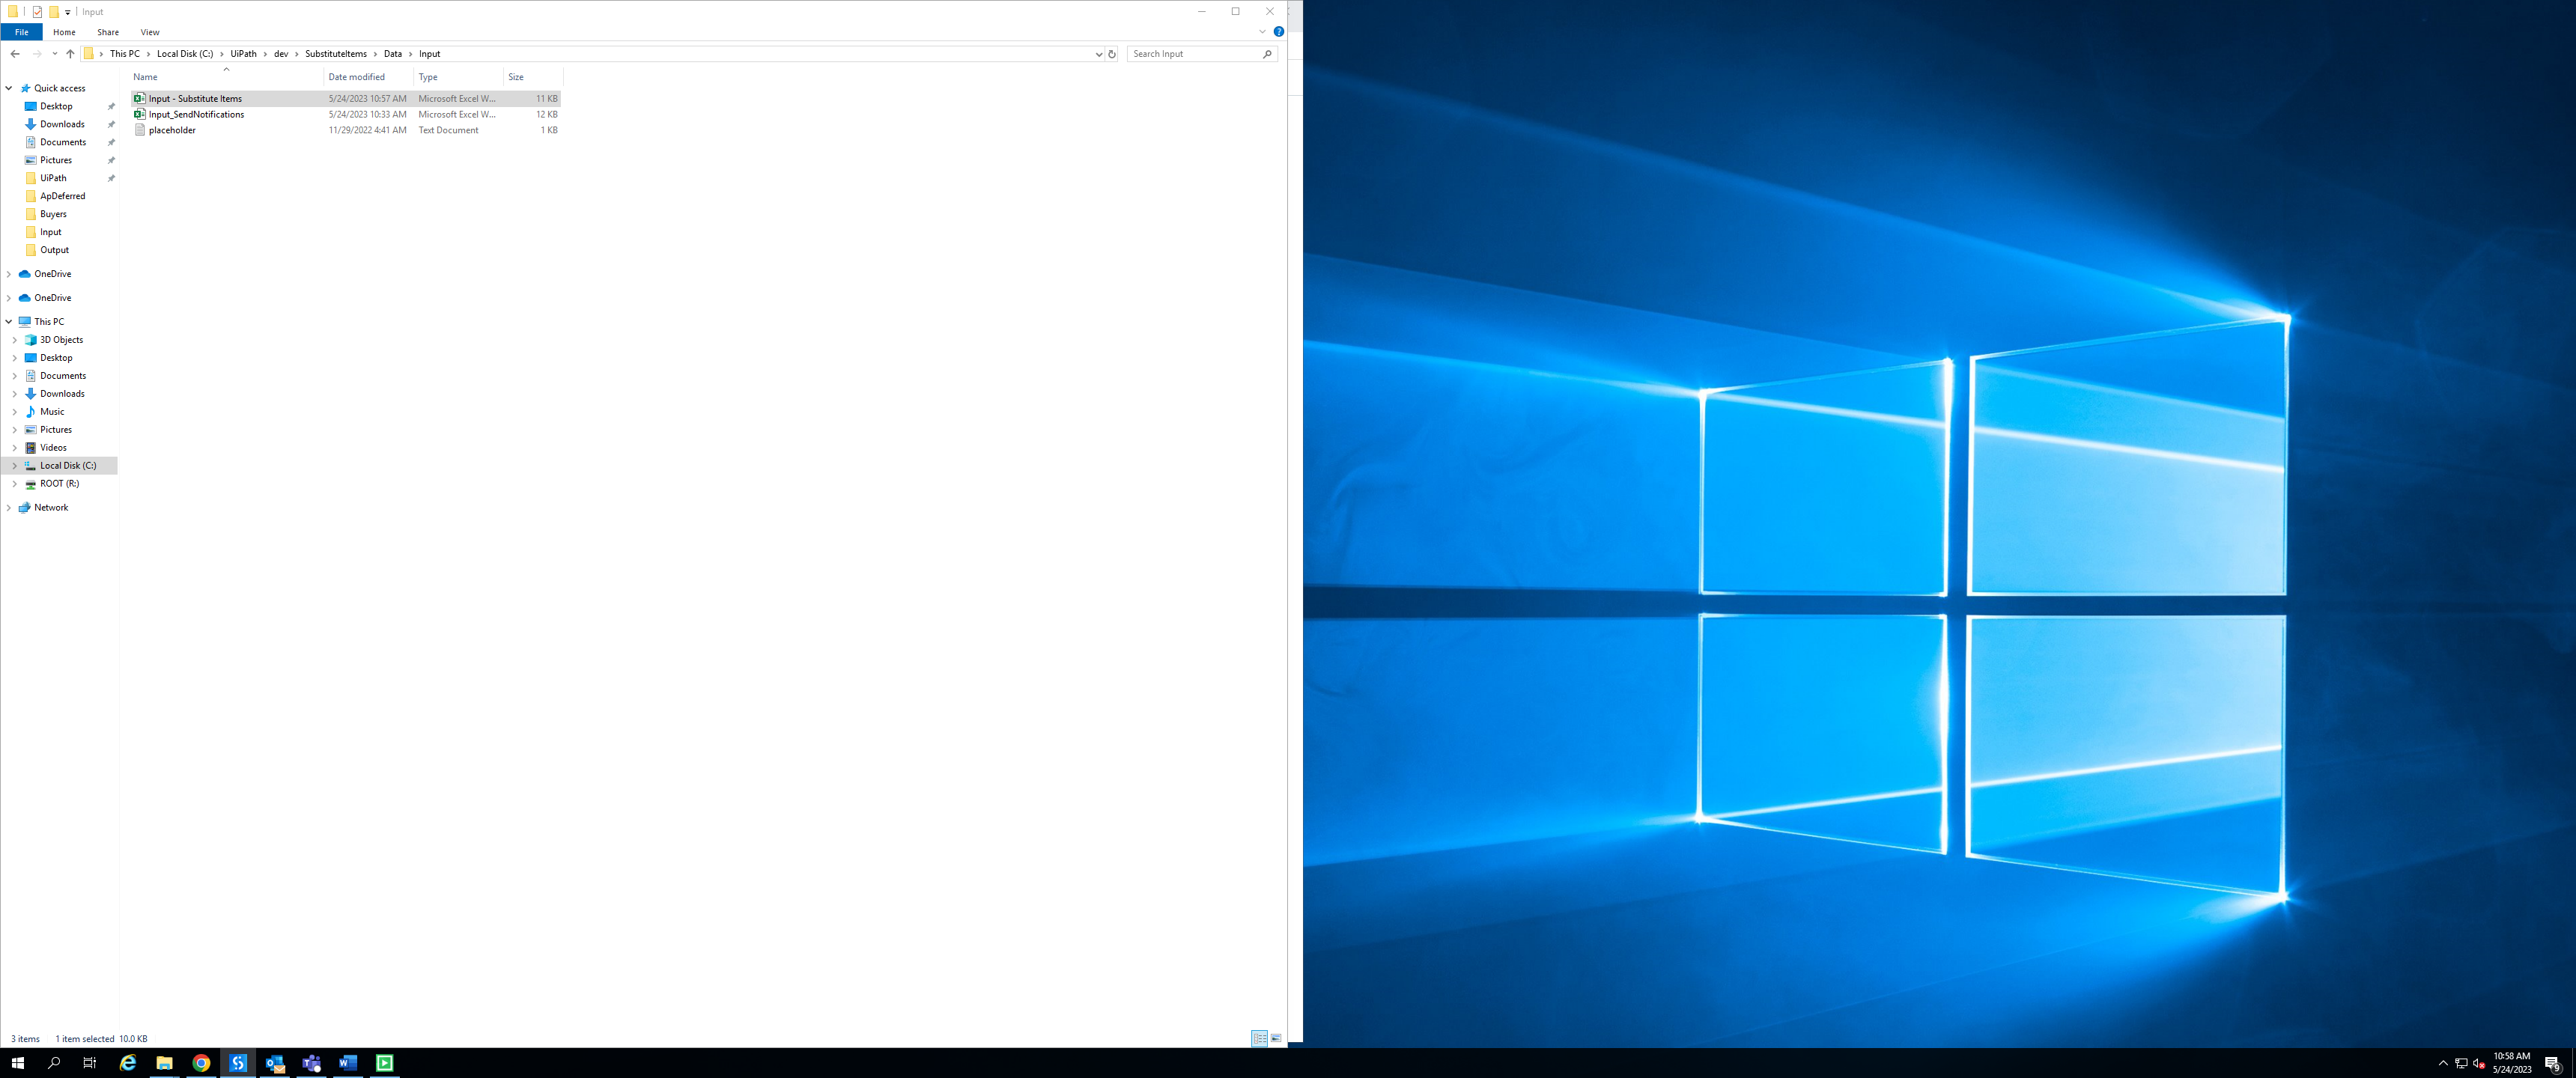 Input
File Home Share View
This PC Local Disk (C:) UiPath dev SubstituteItems Data Input
Search Input
Name Date modified Type Size
Input - Substitute Items 5/24/2023 10:57 AM Microsoft Excel W... 11 KB
Input_SendNotifications 5/24/2023 10:33 AM Microsoft Excel W... 12 KB
placeholder 11/29/2022 4:41 AM Text Document 1 KB
Quick access
Desktop
Downloads
Documents
Pictures
UiPath
ApDeferred
Buyers
Input
Output
OneDrive
OneDrive
This PC
3D Objects
Desktop
Documents
Downloads
Music
Pictures
Videos
Local Disk (C:)
ROOT (R:)
Network
3 items 1 item selected 10.0 KB
10:58 AM
5/24/2023
9